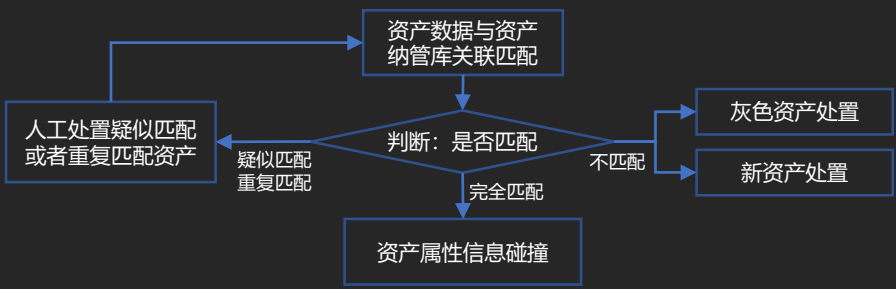 资产数据与资产
纳管库关联匹配
人工处置疑似匹配
或者重复匹配资产
判断：是否匹配
灰色资产处置
疑似匹配
重复匹配
不匹配
新资产处置
完全匹配
资产属性信息碰撞